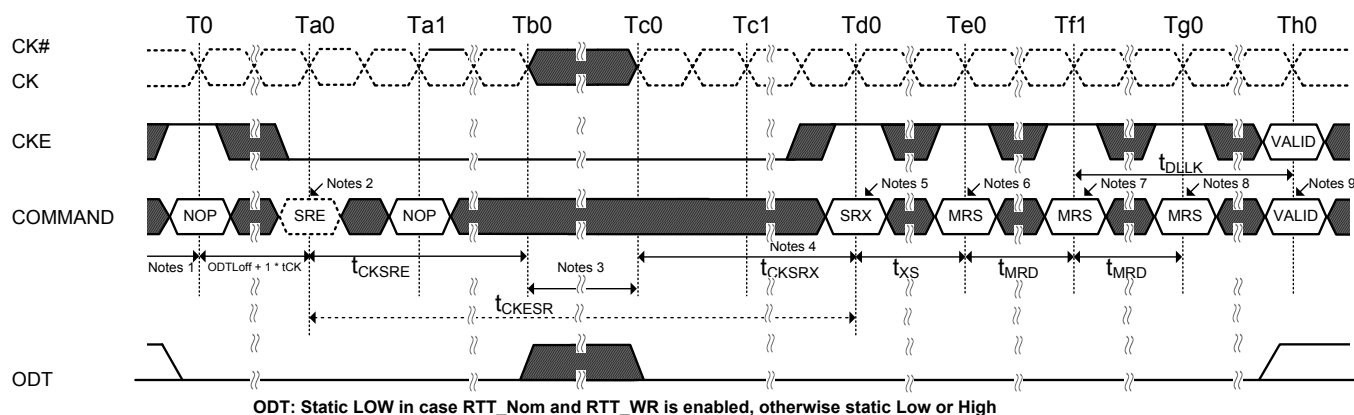 T0 Ta0 Ta1 Tb0 Tc0 Tc1 Td0 Te0 Tf1 Tg0 Th0
CK#
CK
CKE
VALID
tDLLK
Notes 2 Notes 5 Notes 6 Notes 7 Notes 8 Notes 9
COMMAND
NOP SRE NOP SRX MRS MRS MRS VALID
Notes 1 ODTLoff + 1 * tCK tCKSRE Notes 3 Notes 4 tCKSRX tXS tMRD tMRD
tCKESR
ODT
ODT: Static LOW in case RTT_Nom and RTT_WR is enabled, otherwise static Low or High